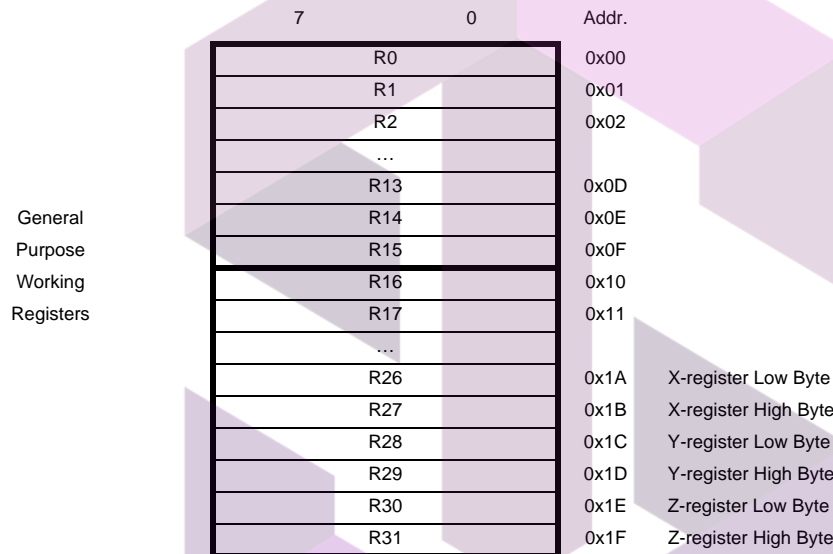 7 0 Addr.
R0 0x00
R1 0x01
R2 0x02
…
R13 0x0D
General R14 0x0E
Purpose R15 0x0F
Working R16 0x10
Registers R17 0x11
…
R26 0x1A X-register Low Byte
R27 0x1B X-register High Byte
R28 0x1C Y-register Low Byte
R29 0x1D Y-register High Byte
R30 0x1E Z-register Low Byte
R31 0x1F Z-register High Byte